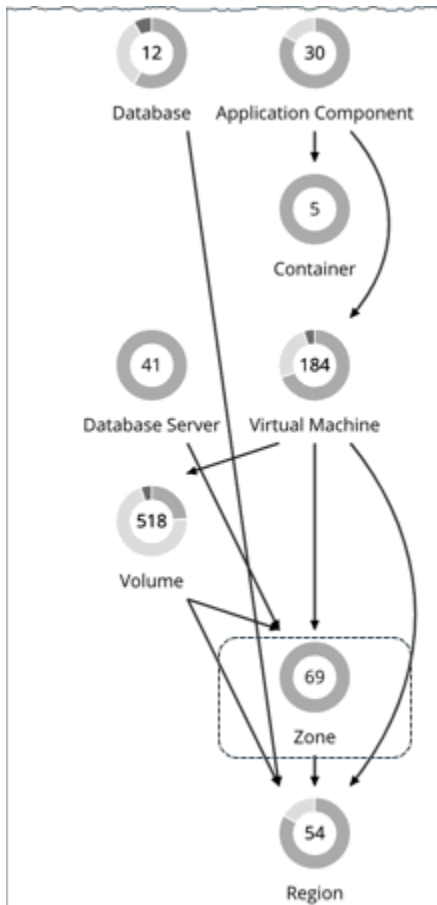 12
30
Database
Application Component
5
Container
41
184
Database Server
Virtual Machine
518
Volume
69
Zone
54
Region